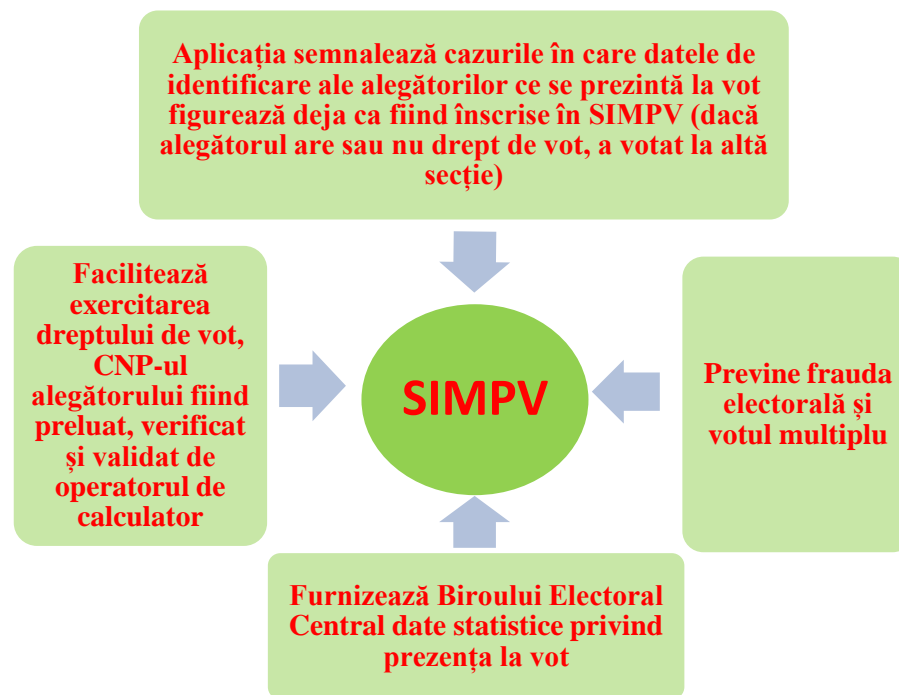 Aplicația semnalează cazurile în care datele de
identificare ale alegătorilor ce se prezintă la vot
figurează deja ca fiind înscrise în SIMPV (dacă
alegătorul are sau nu drept de vot, a votat la altă
secție)
Facilitează
exercitarea
dreptului de vot,
CNP-ul
alegătorului fiind
preluat, verificat
și validat de
operatorul de
calculator
SIMPV
Previne frauda
electorală și
votul multiplu
Furnizează Biroului Electoral
Central date statistice privind
prezența la vot